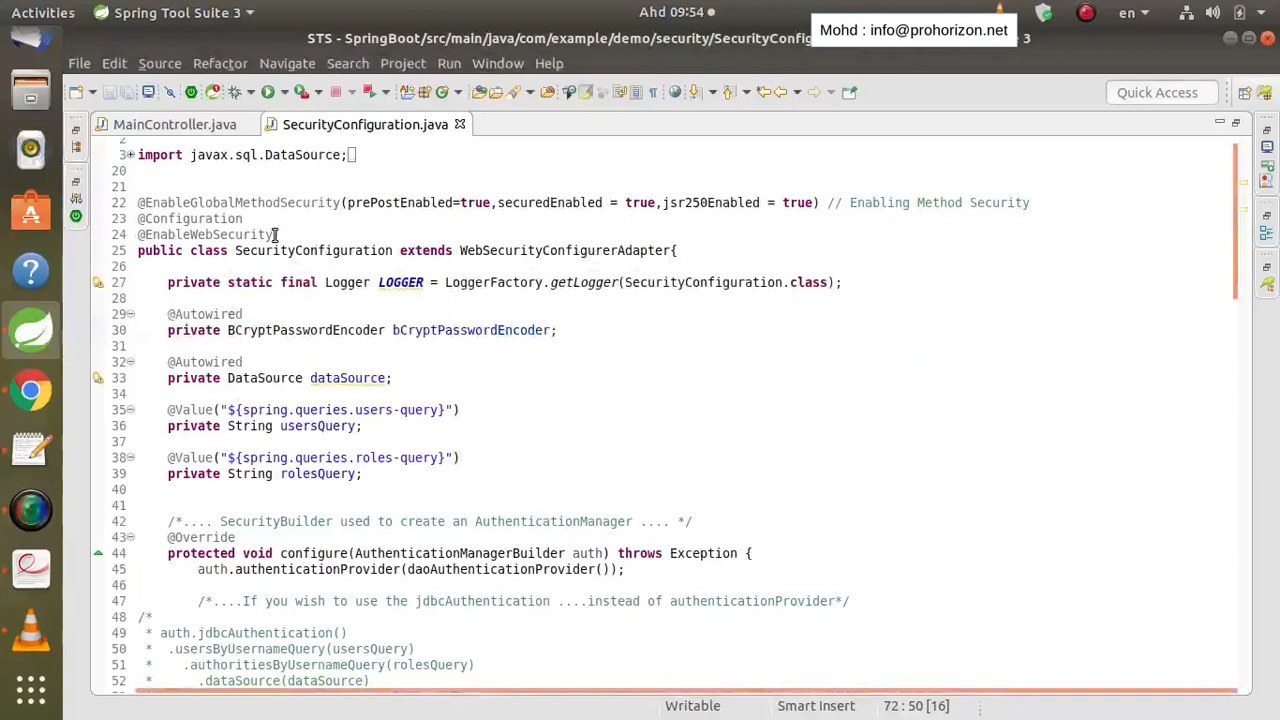 Activities
Spring Tool Suite 3
Ahd 09:54
en
Mohd : info@prohorizon.net
STS - SpringBoot/src/main/java/com/example/demo/security/SecurityConfig
3
File Edit Source Refactor Navigate Search Project Run Window Help
Quick Access
MainController.java
SecurityConfiguration.java
2
3 import javax.sql.DataSource;
20
21
22 @EnableGlobalMethodSecurity(prePostEnabled=true,securedEnabled = true,jsr250Enabled = true) // Enabling Method Security
23 @Configuration
24 @EnableWebSecurity
25 public class SecurityConfiguration extends WebSecurityConfigurerAdapter{
26
27 private static final Logger LOGGER = LoggerFactory.getLogger(SecurityConfiguration.class);
28
29 @Autowired
30 private BCryptPasswordEncoder bCryptPasswordEncoder;
31
32 @Autowired
33 private DataSource dataSource;
34
35 @Value("${spring.queries.users-query}")
36 private String usersQuery;
37
38 @Value("${spring.queries.roles-query}")
39 private String rolesQuery;
40
41
42 /*.... SecurityBuilder used to create an AuthenticationManager .... */
43 @Override
44 protected void configure(AuthenticationManagerBuilder auth) throws Exception {
45 auth.authenticationProvider(daoAuthenticationProvider());
46
47 /*....If you wish to use the jdbcAuthentication ....instead of authenticationProvider*/
48 /*
49 * auth.jdbcAuthentication()
50 * .usersByUsernameQuery(usersQuery)
51 * .authoritiesByUsernameQuery(rolesQuery)
52 * .dataSource(dataSource)
Writable
Smart Insert
72 : 50 [16]